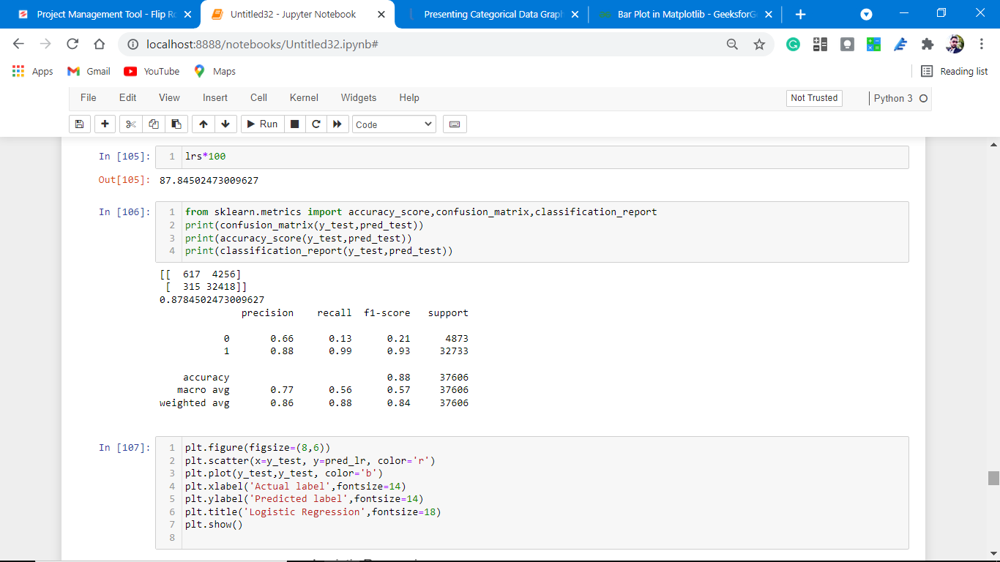 Project Management Tool - Flip Ro
Untitled32 - Jupyter Notebook
Presenting Categorical Data Graph
Bar Plot in Matplotlib - GeeksforGe
localhost:8888/notebooks/Untitled32.ipynb#
Apps
Gmail
YouTube
Maps
Reading list
File Edit View Insert Cell Kernel Widgets Help
Not Trusted
Python 3
Run
Code
In [105]:
1 lrs*100
Out[105]: 87.84502473009627
In [106]:
1 from sklearn.metrics import accuracy_score,confusion_matrix,classification_report
2 print(confusion_matrix(y_test,pred_test))
3 print(accuracy_score(y_test,pred_test))
4 print(classification_report(y_test,pred_test))
[[ 617 4256]
[ 315 32418]]
0.8784502473009627
precision recall f1-score support
0 0.66 0.13 0.21 4873
1 0.88 0.99 0.93 32733
accuracy 0.88 37606
macro avg 0.77 0.56 0.57 37606
weighted avg 0.86 0.88 0.84 37606
In [107]:
1 plt.figure(figsize=(8,6))
2 plt.scatter(x=y_test, y=pred_lr, color='r')
3 plt.plot(y_test,y_test, color='b')
4 plt.xlabel('Actual label',fontsize=14)
5 plt.ylabel('Predicted label',fontsize=14)
6 plt.title('Logistic Regression',fontsize=18)
7 plt.show()
8